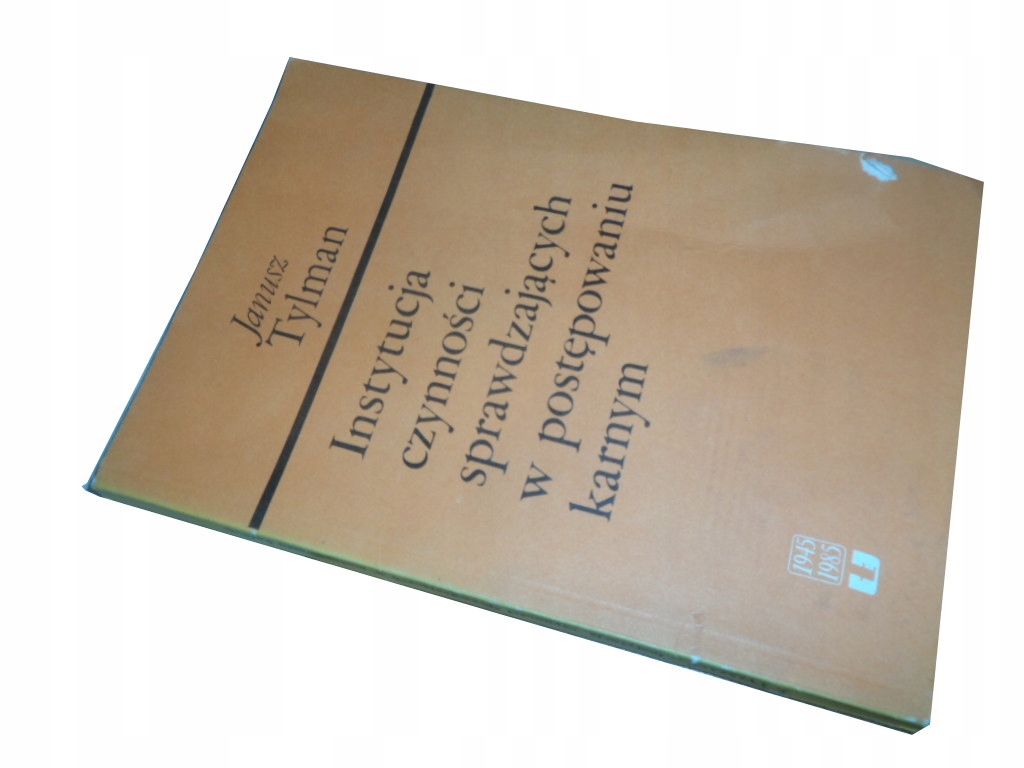 Janusz
Tylman
Instytucja
czynności
sprawdzających
w postępowaniu
karnym
1945
1985